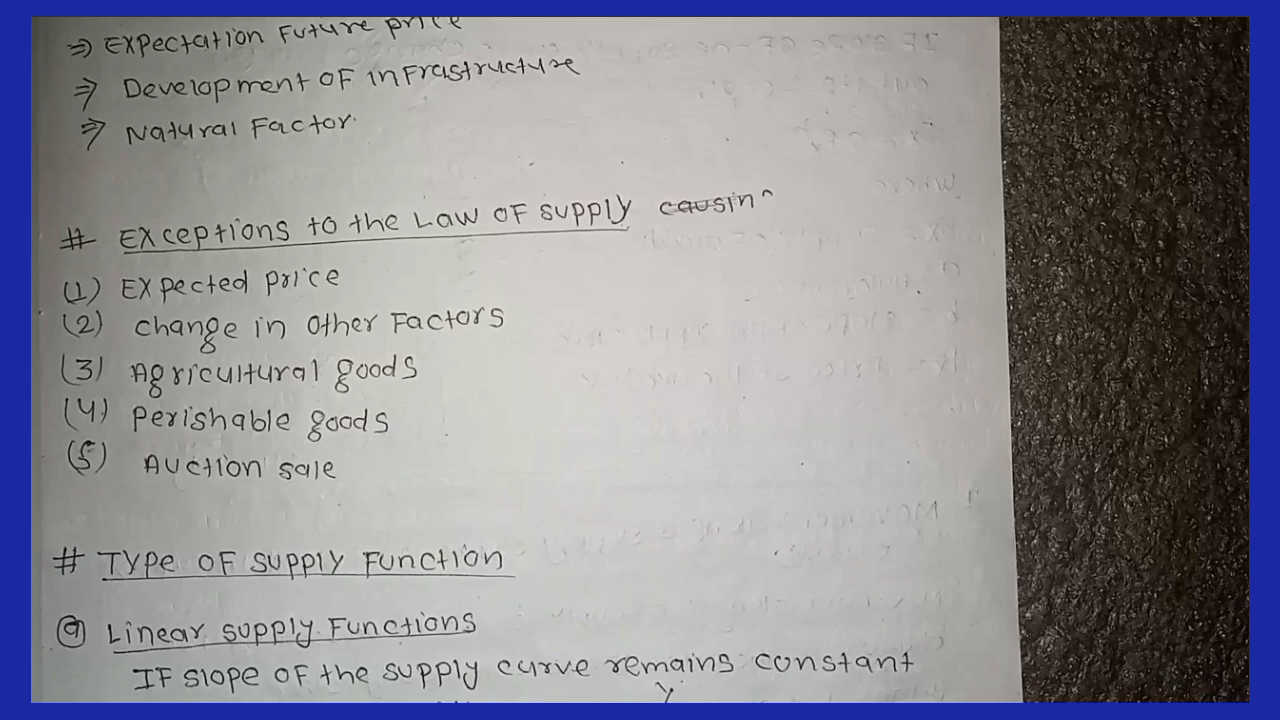 ⇒ Expectation Future price
⇒ Development of infrastructure
⇒ Natural Factor.
# Exceptions to the Law of supply
(1) Expected price
(2) change in other Factors
(3) Agricultural goods
(4) perishable goods
(5) Auction sale
# Type of supply Function
(a) Linear supply Functions
If slope of the supply curve remains constant